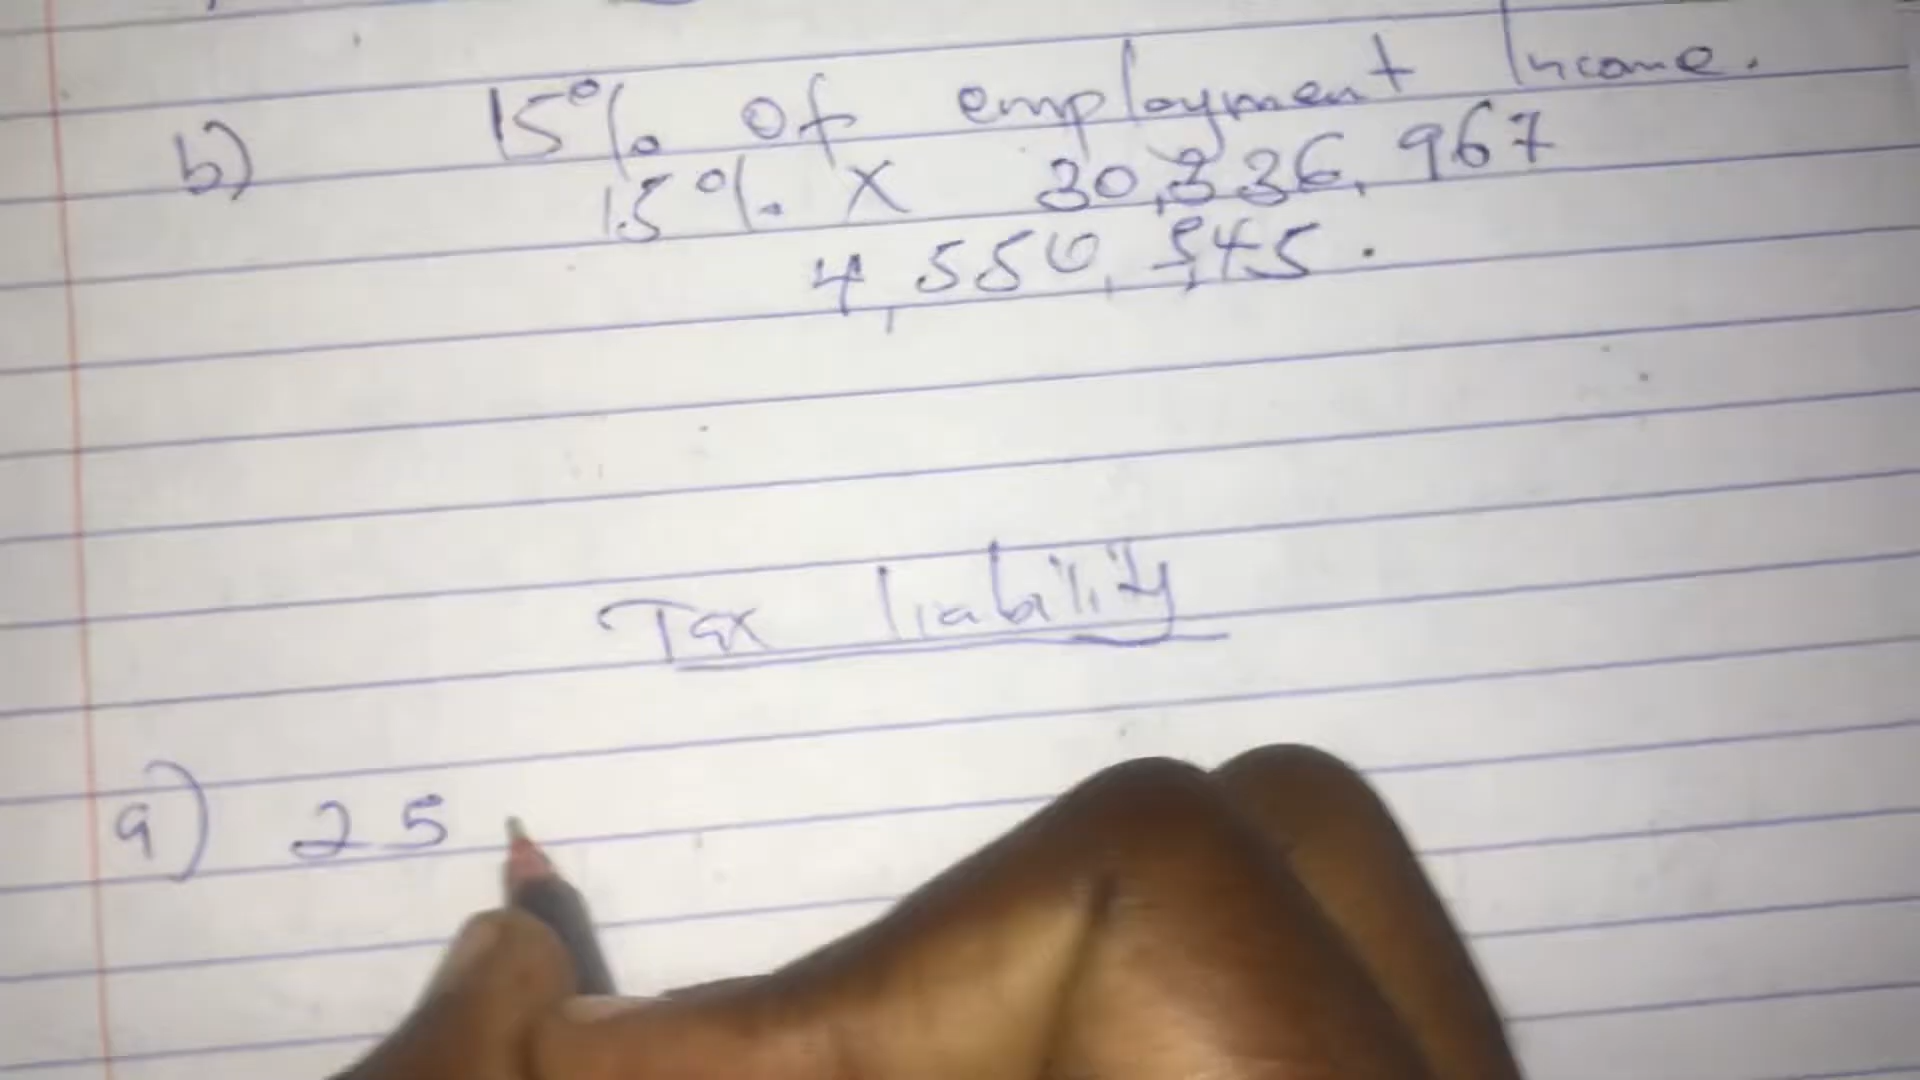 b) 15% of employment Income.
15% X 30,336,967
4,550,545.
Tax liability
a) 25